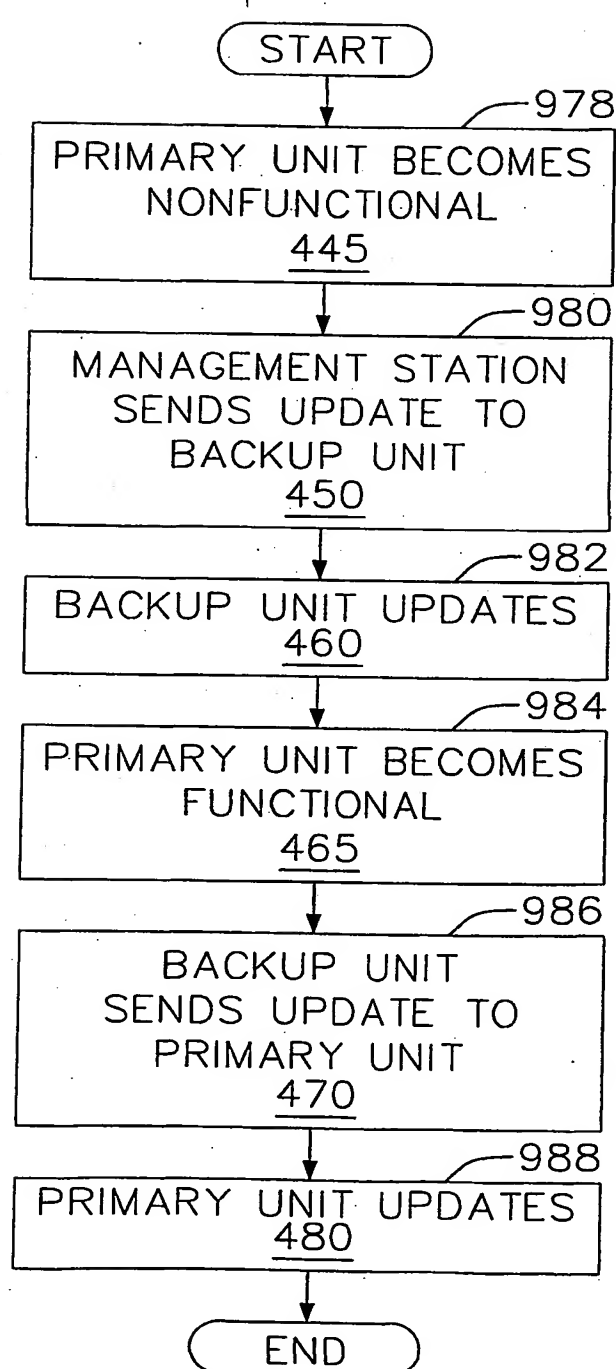 START
978
PRIMARY UNIT BECOMES
NONFUNCTIONAL
445
980
MANAGEMENT STATION
SENDS UPDATE TO
BACKUP UNIT
450
982
BACKUP UNIT UPDATES
460
984
PRIMARY UNIT BECOMES
FUNCTIONAL
465
986
BACKUP UNIT
SENDS UPDATE TO
PRIMARY UNIT
470
988
PRIMARY UNIT UPDATES
480
END